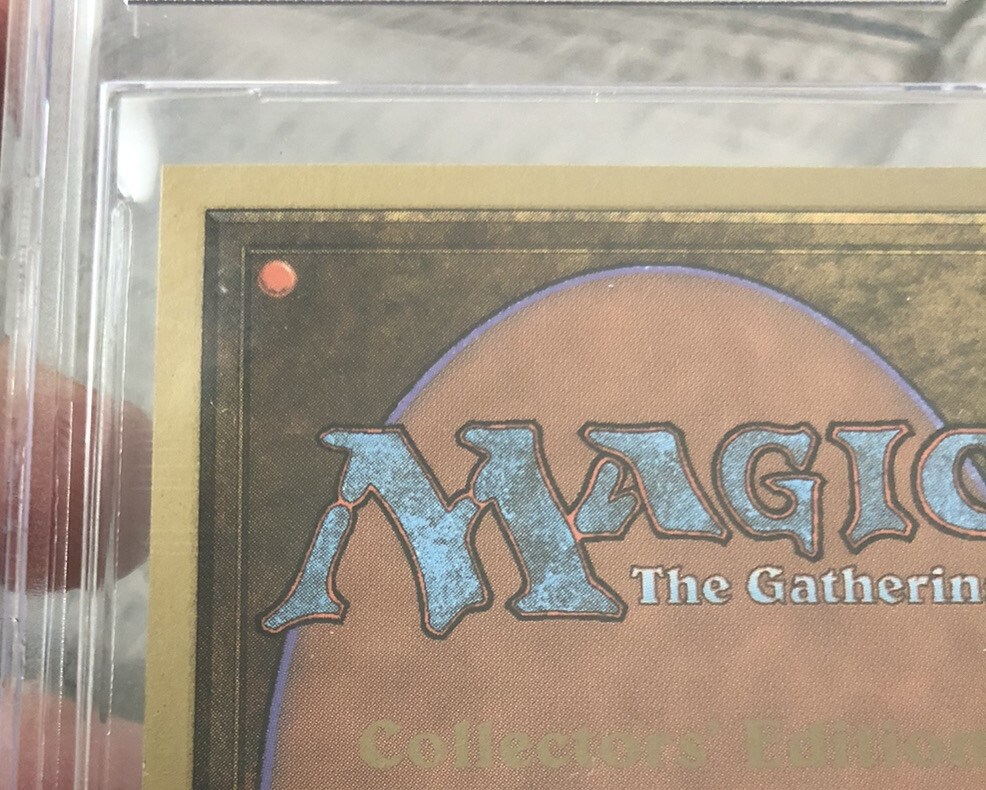 MAGIC
The Gatherin
Collectors' Edition